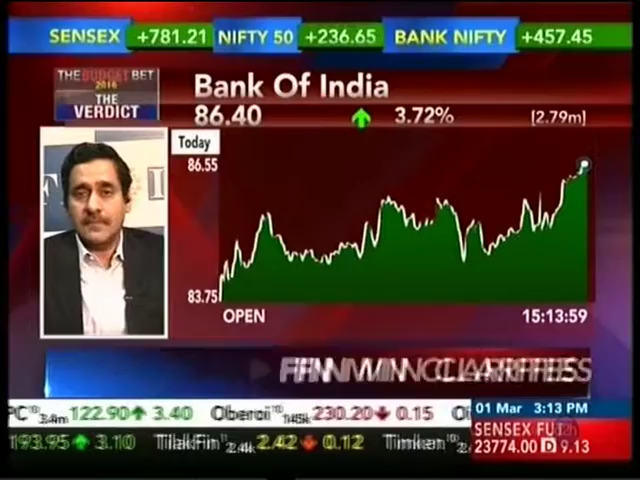 SENSEX +781.21 NIFTY 50 +236.65 BANK NIFTY +457.45
THE BUDGET BET
2016
THE
VERDICT
Bank Of India
86.40 3.72% [2.79m]
Today
86.55
83.75
OPEN 15:13:59
122.90 3.40 Oberoi 145k 230.20 0.15
01 Mar 3:13 PM
193.95 3.10 TilakFin 2.4k 2.42 0.12 Timken
SENSEX FUT
23774.00 D 9.13